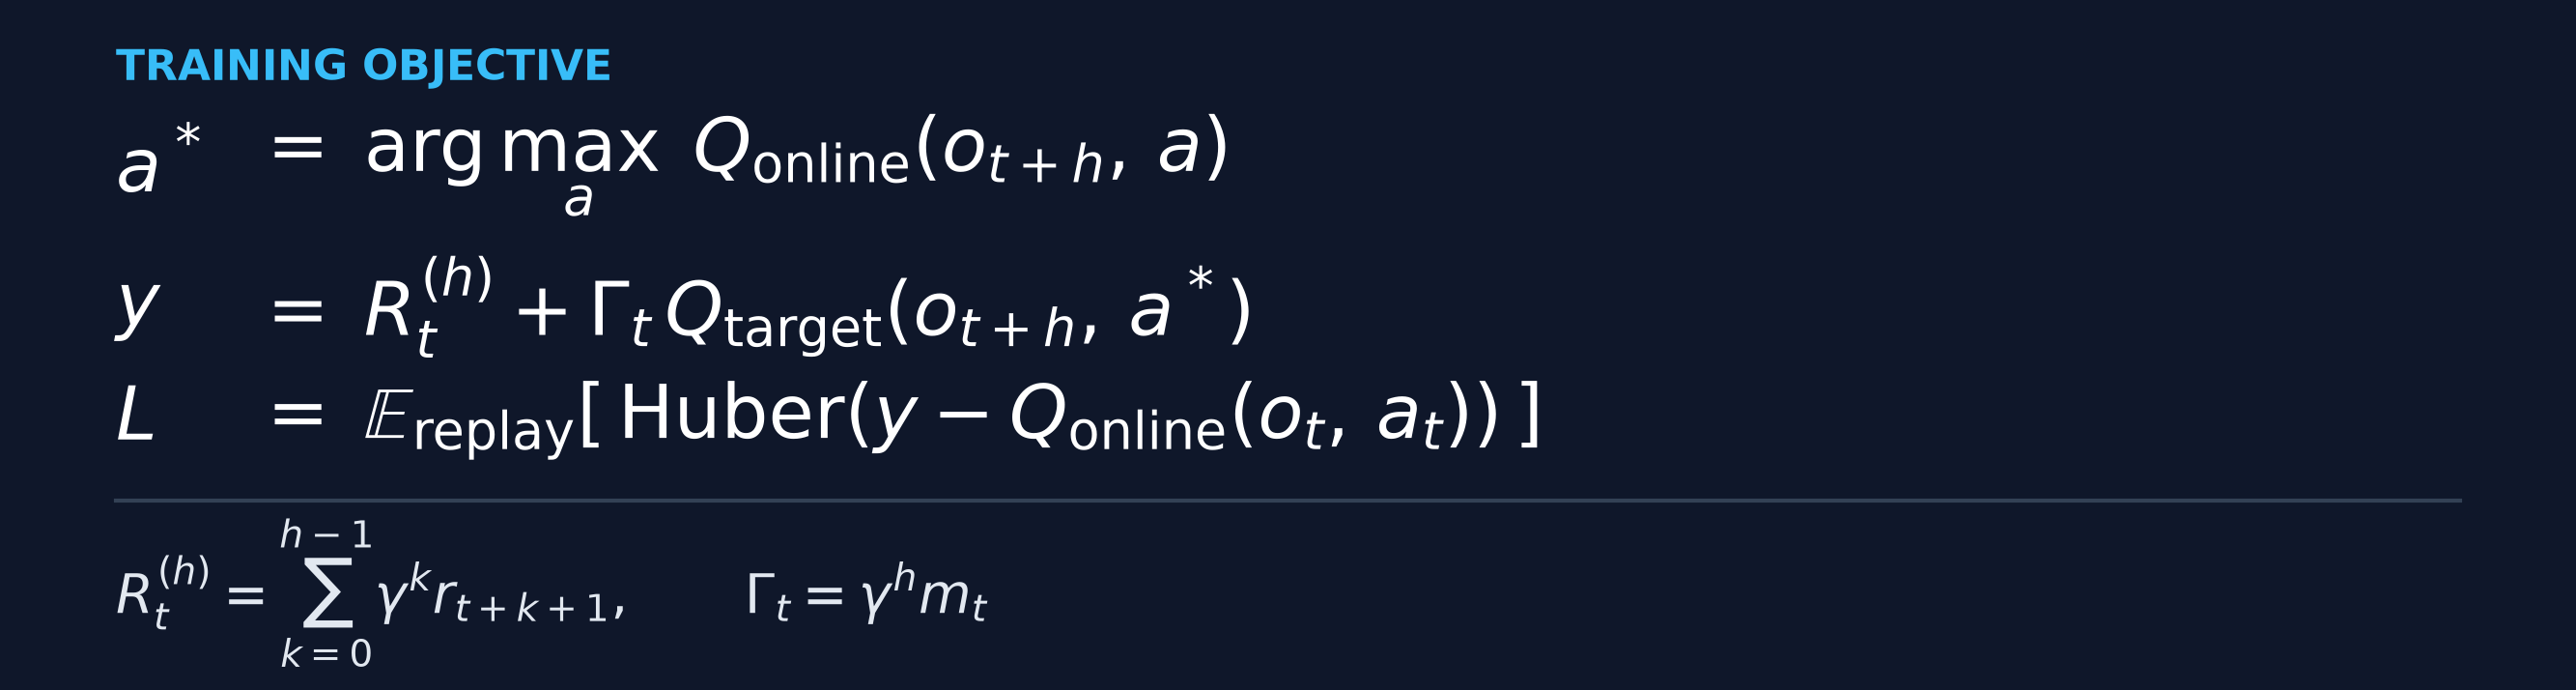 TRAINING OBJECTIVE
a* = arg max_a Q_online(o_{t+h}, a)
y = R_t^{(h)} + Γ_t Q_target(o_{t+h}, a*)
L = 𝔼_replay[ Huber(y − Q_online(o_t, a_t)) ]
R_t^{(h)} = ∑_{k=0}^{h−1} γ^k r_{t+k+1}, Γ_t = γ^h m_t